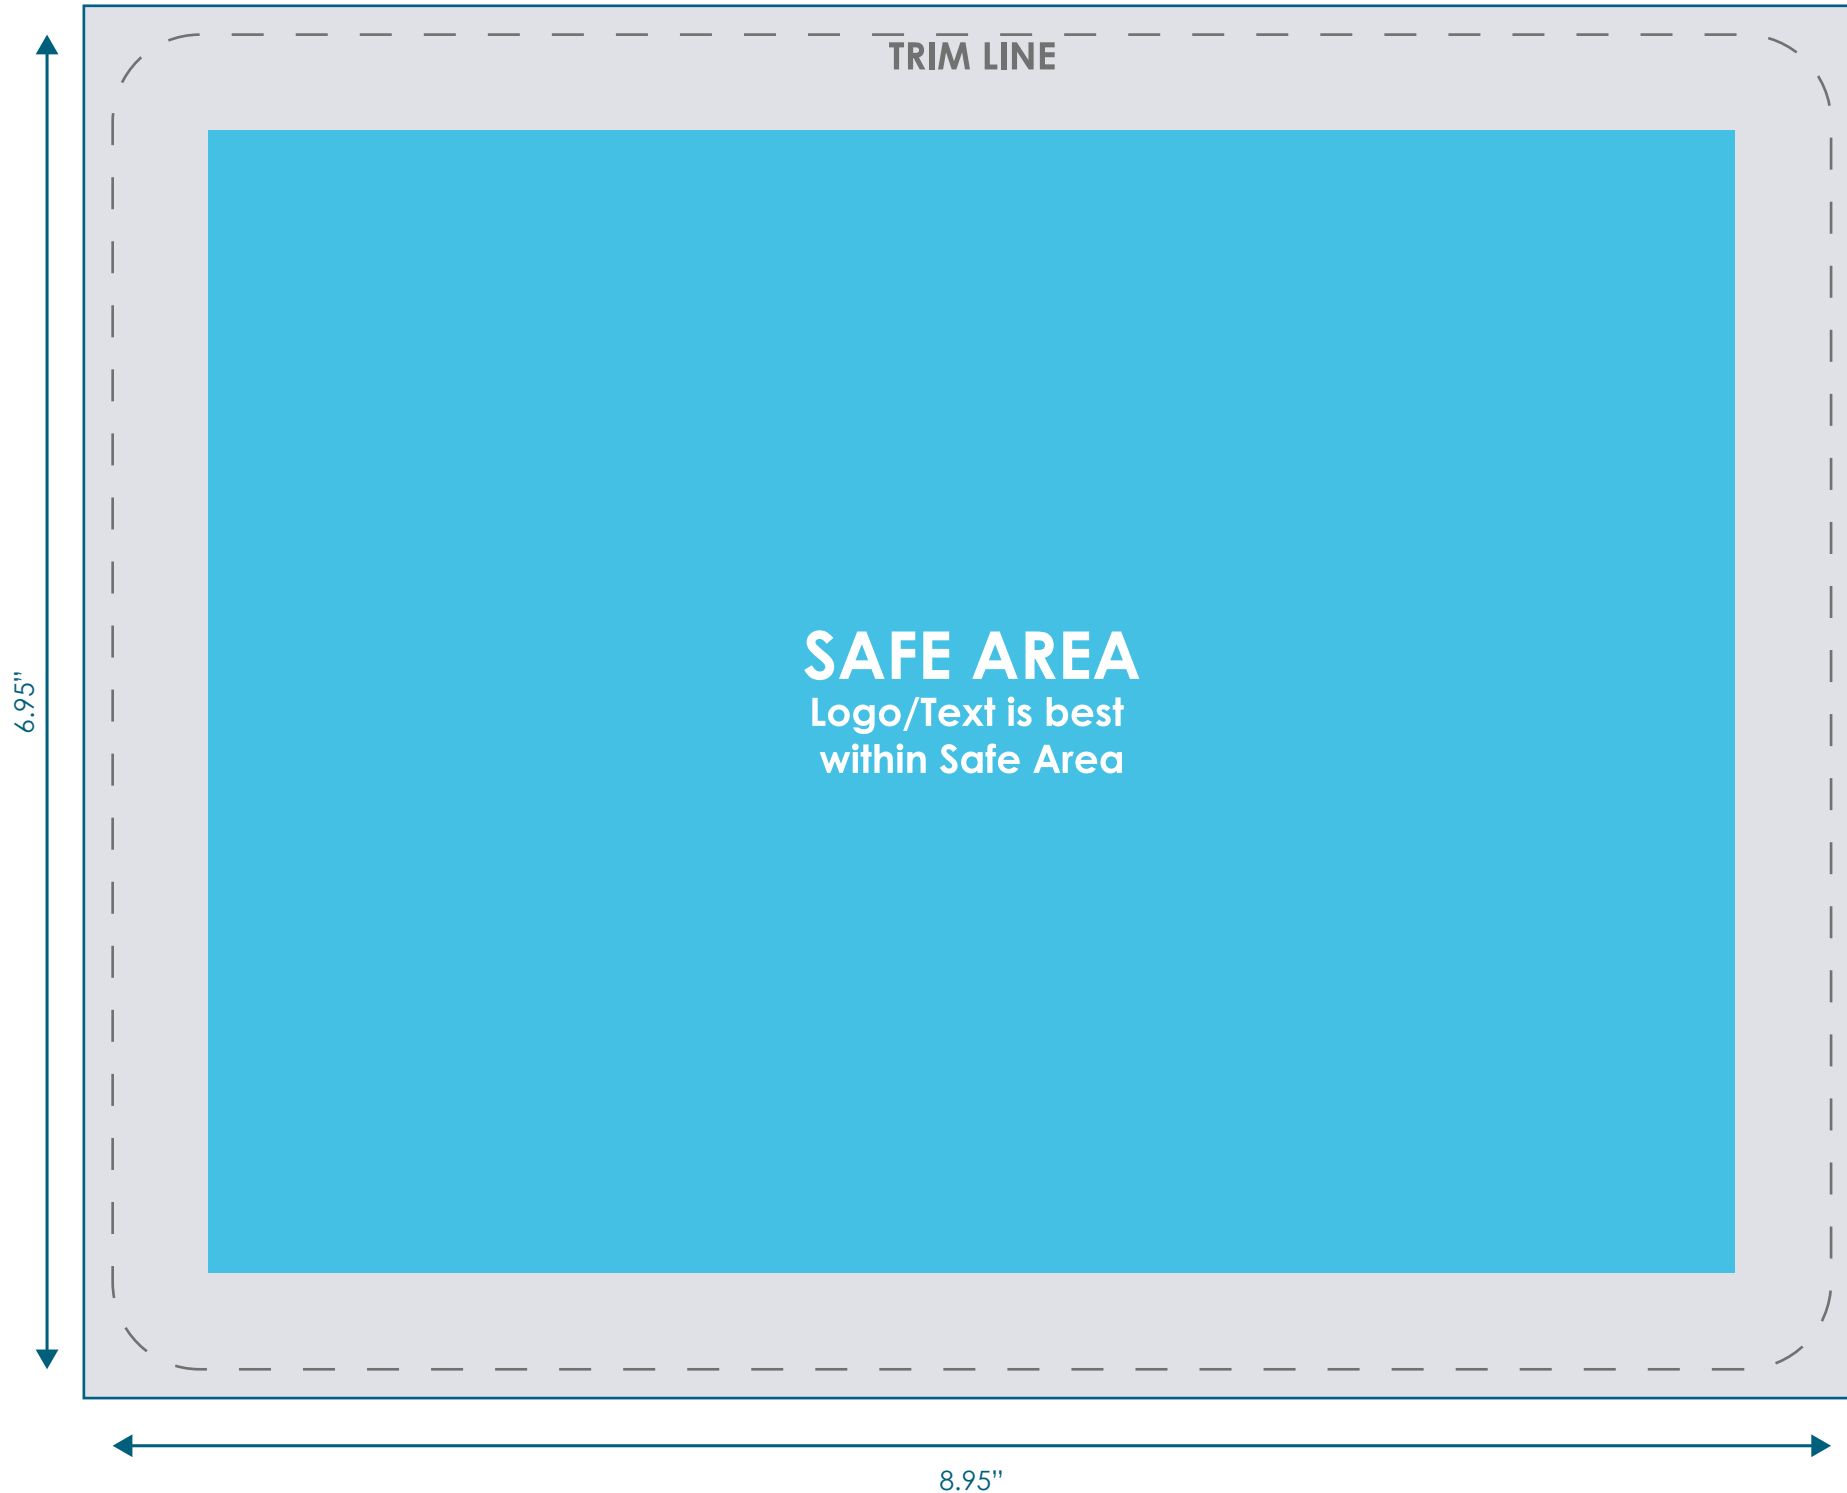 TRIM LINE
6.95”
SAFE AREA
Logo/Text is best
within Safe Area
8.95”